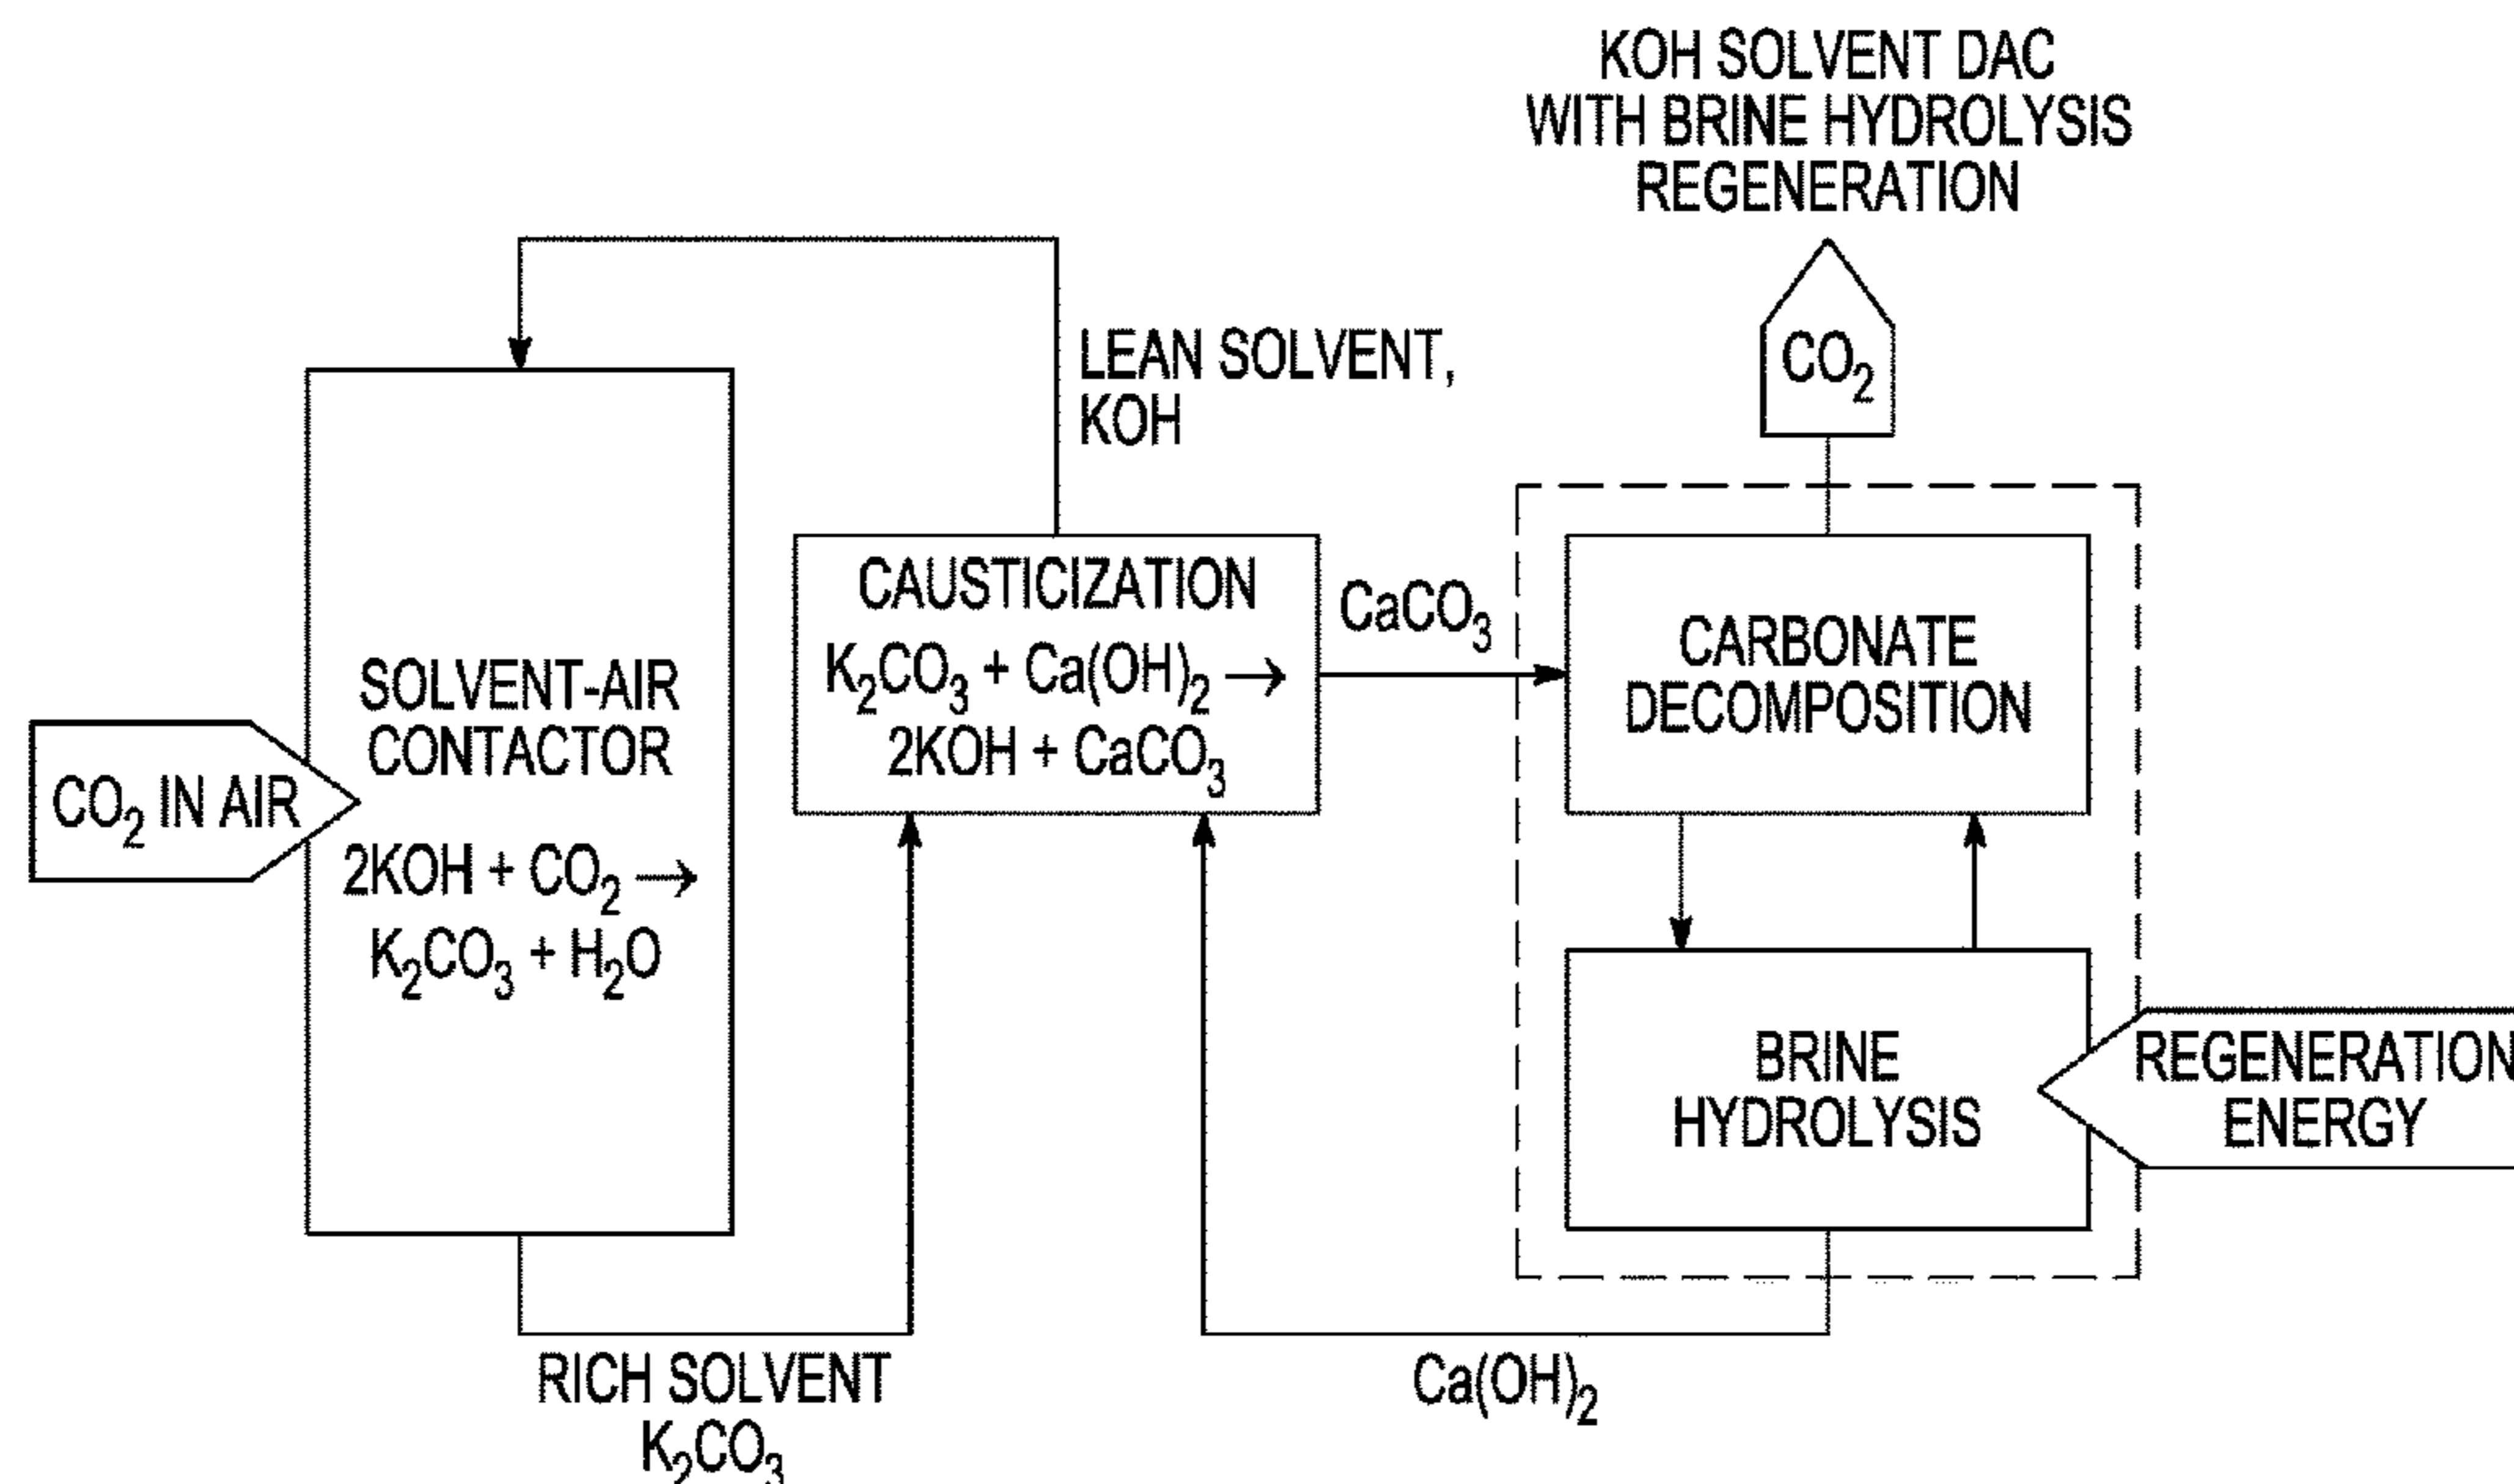 KOH SOLVENT DAC
WITH BRINE HYDROLYSIS
REGENERATION
CO₂
LEAN SOLVENT,
KOH
CAUSTICIZATION
K₂CO₃ + Ca(OH)₂ →
2KOH + CaCO₃
CaCO₃
CARBONATE
DECOMPOSITION
SOLVENT-AIR
CONTACTOR
CO₂ IN AIR
2KOH + CO₂ →
K₂CO₃ + H₂O
BRINE
HYDROLYSIS
REGENERATION
ENERGY
RICH SOLVENT
K₂CO₃
Ca(OH)₂